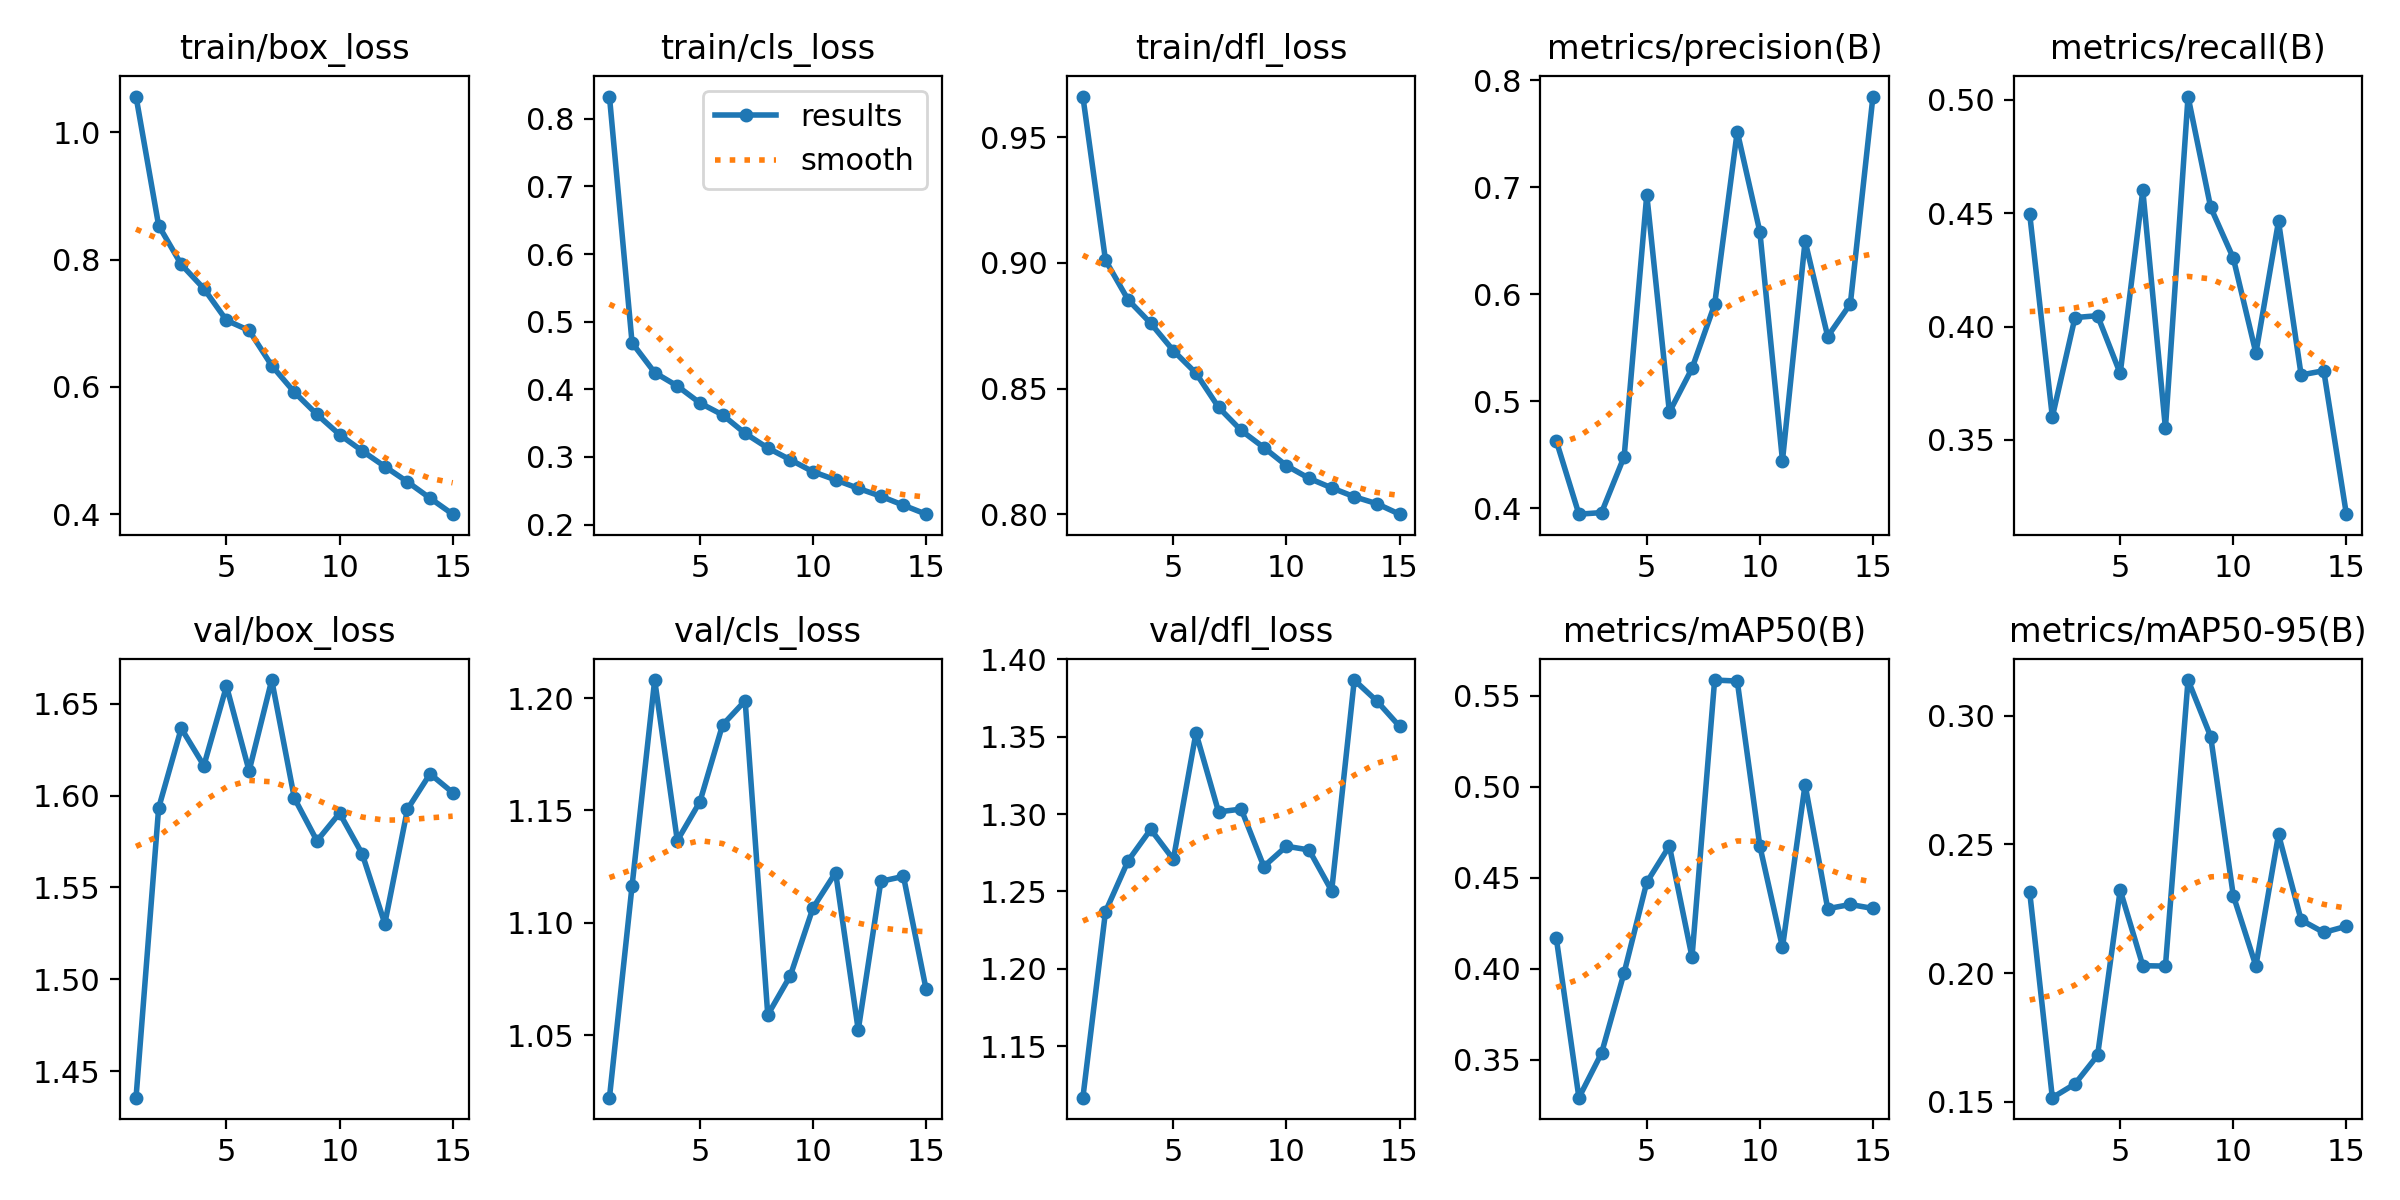 train/box_loss
train/cls_loss
train/dfl_loss
metrics/precision(B)
metrics/recall(B)
1.0
0.8
0.6
0.4
5 10 15
results
smooth
0.8
0.7
0.6
0.5
0.4
0.3
0.2
5 10 15
0.95
0.90
0.85
0.80
5 10 15
0.8
0.7
0.6
0.5
0.4
5 10 15
0.50
0.45
0.40
0.35
5 10 15
val/box_loss
val/cls_loss
val/dfl_loss
metrics/mAP50(B)
metrics/mAP50-95(B)
1.65
1.60
1.55
1.50
1.45
5 10 15
1.20
1.15
1.10
1.05
5 10 15
1.40
1.35
1.30
1.25
1.20
1.15
5 10 15
0.55
0.50
0.45
0.40
0.35
5 10 15
0.30
0.25
0.20
0.15
5 10 15